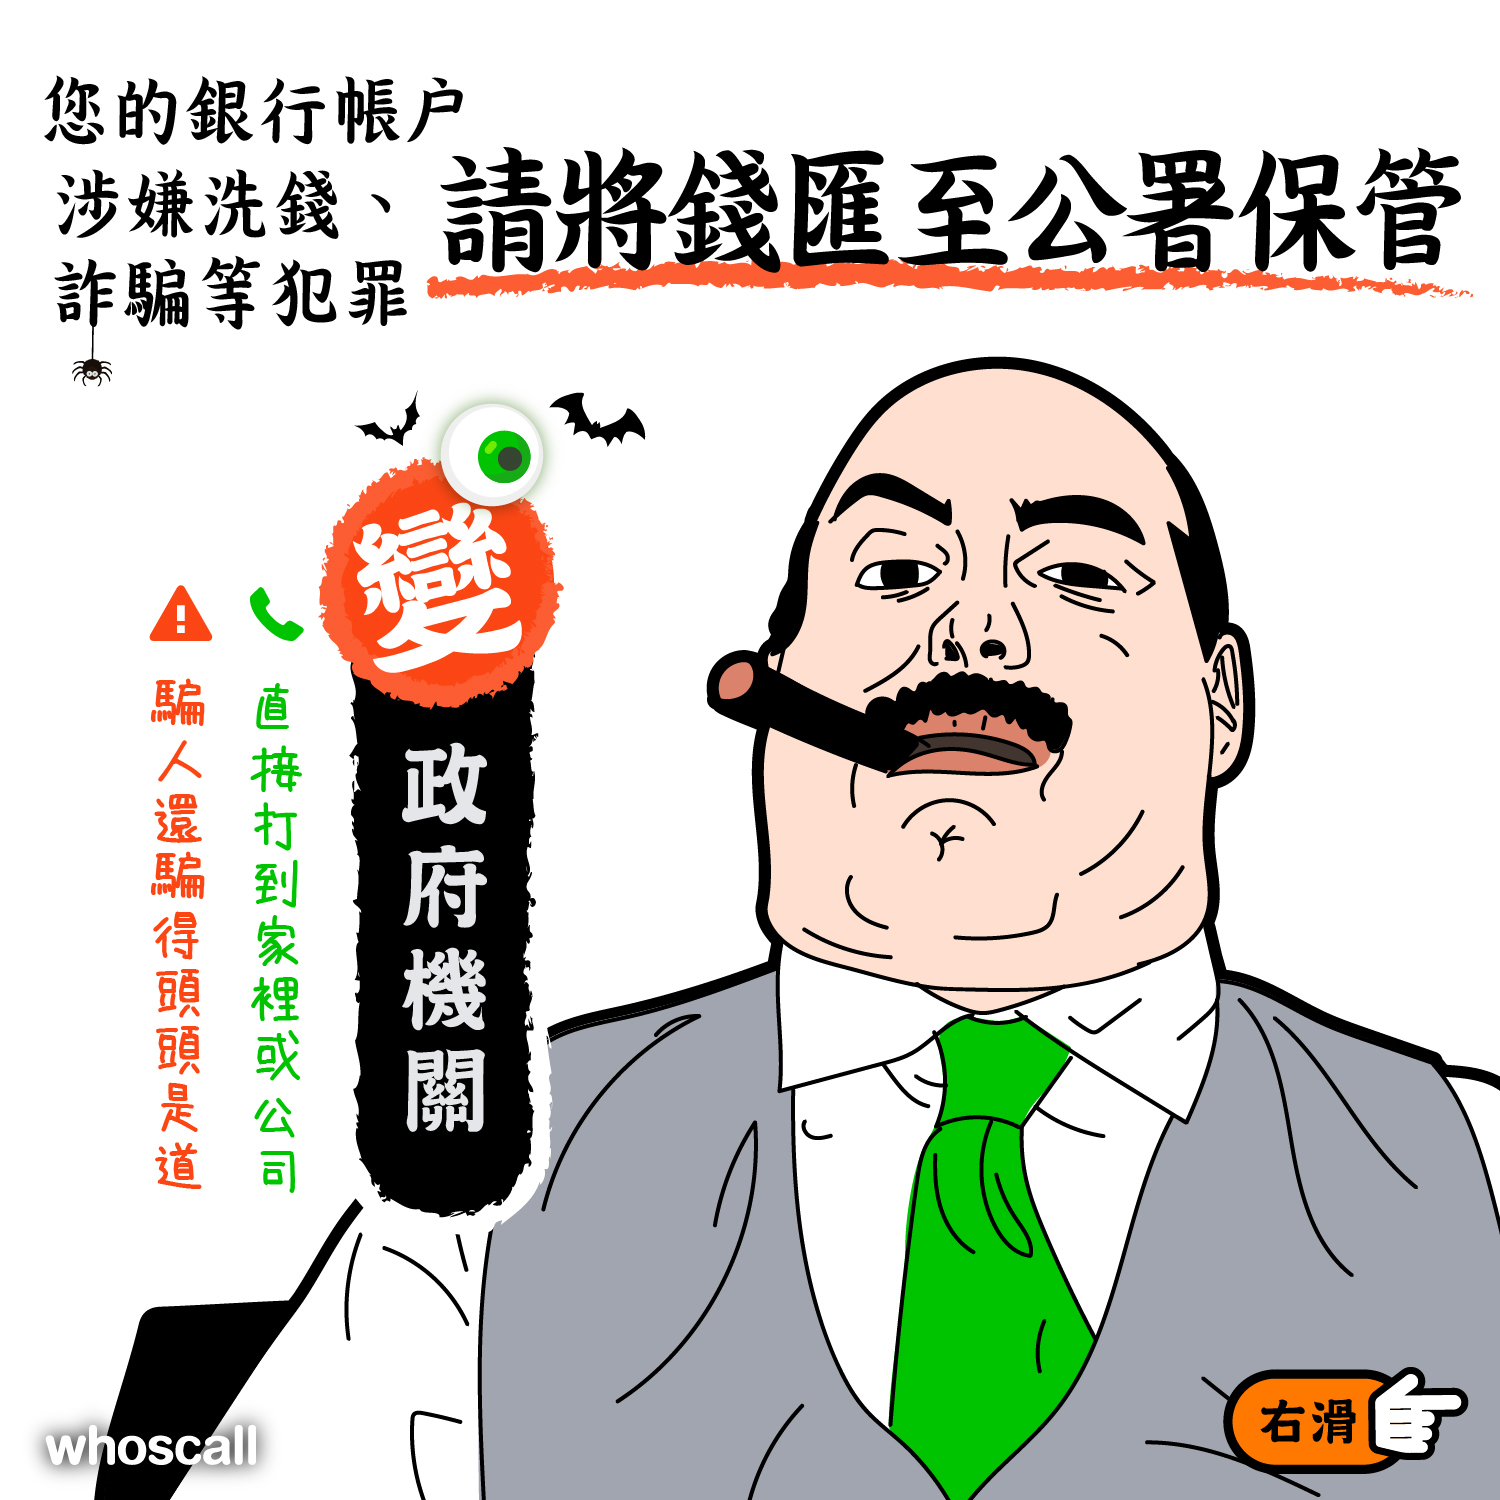 您的銀行帳户
涉嫌洗錢、
詐騙等犯罪
請將錢匯至公署保管
變
政府機關
直接打到家裡或公司
騙人還騙得頭頭是道
whoscall
右滑